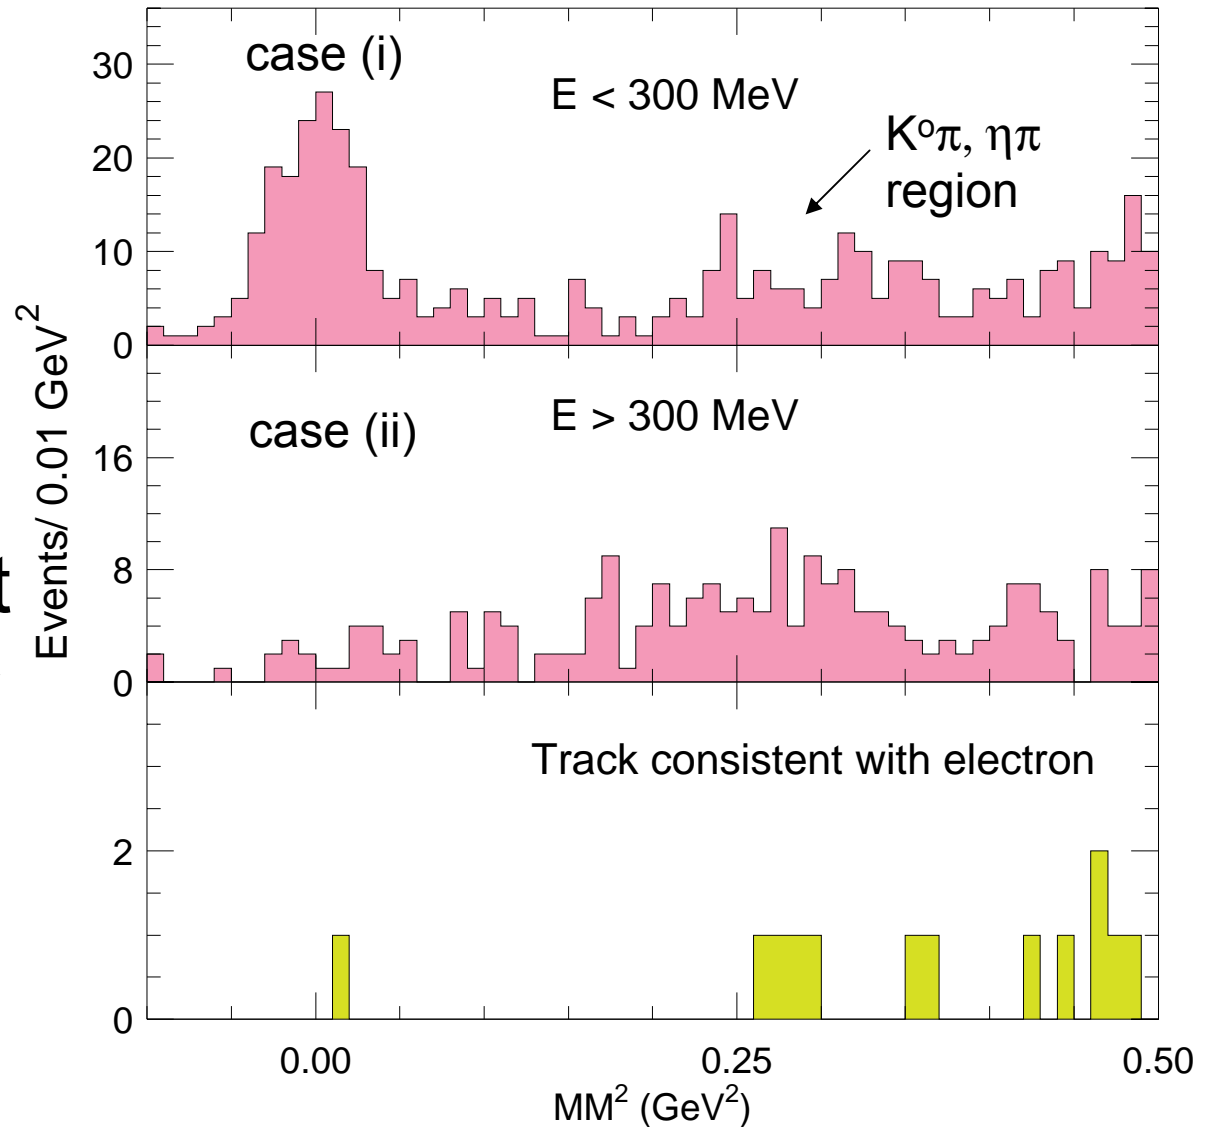 case (i)
E < 300 MeV
K⁰π, ηπ
region
30
20
10
0
case (ii)
E > 300 MeV
16
8
0
Track consistent with electron
2
0
0.00 0.25 0.50
MM² (GeV²)
Events/ 0.01 GeV²